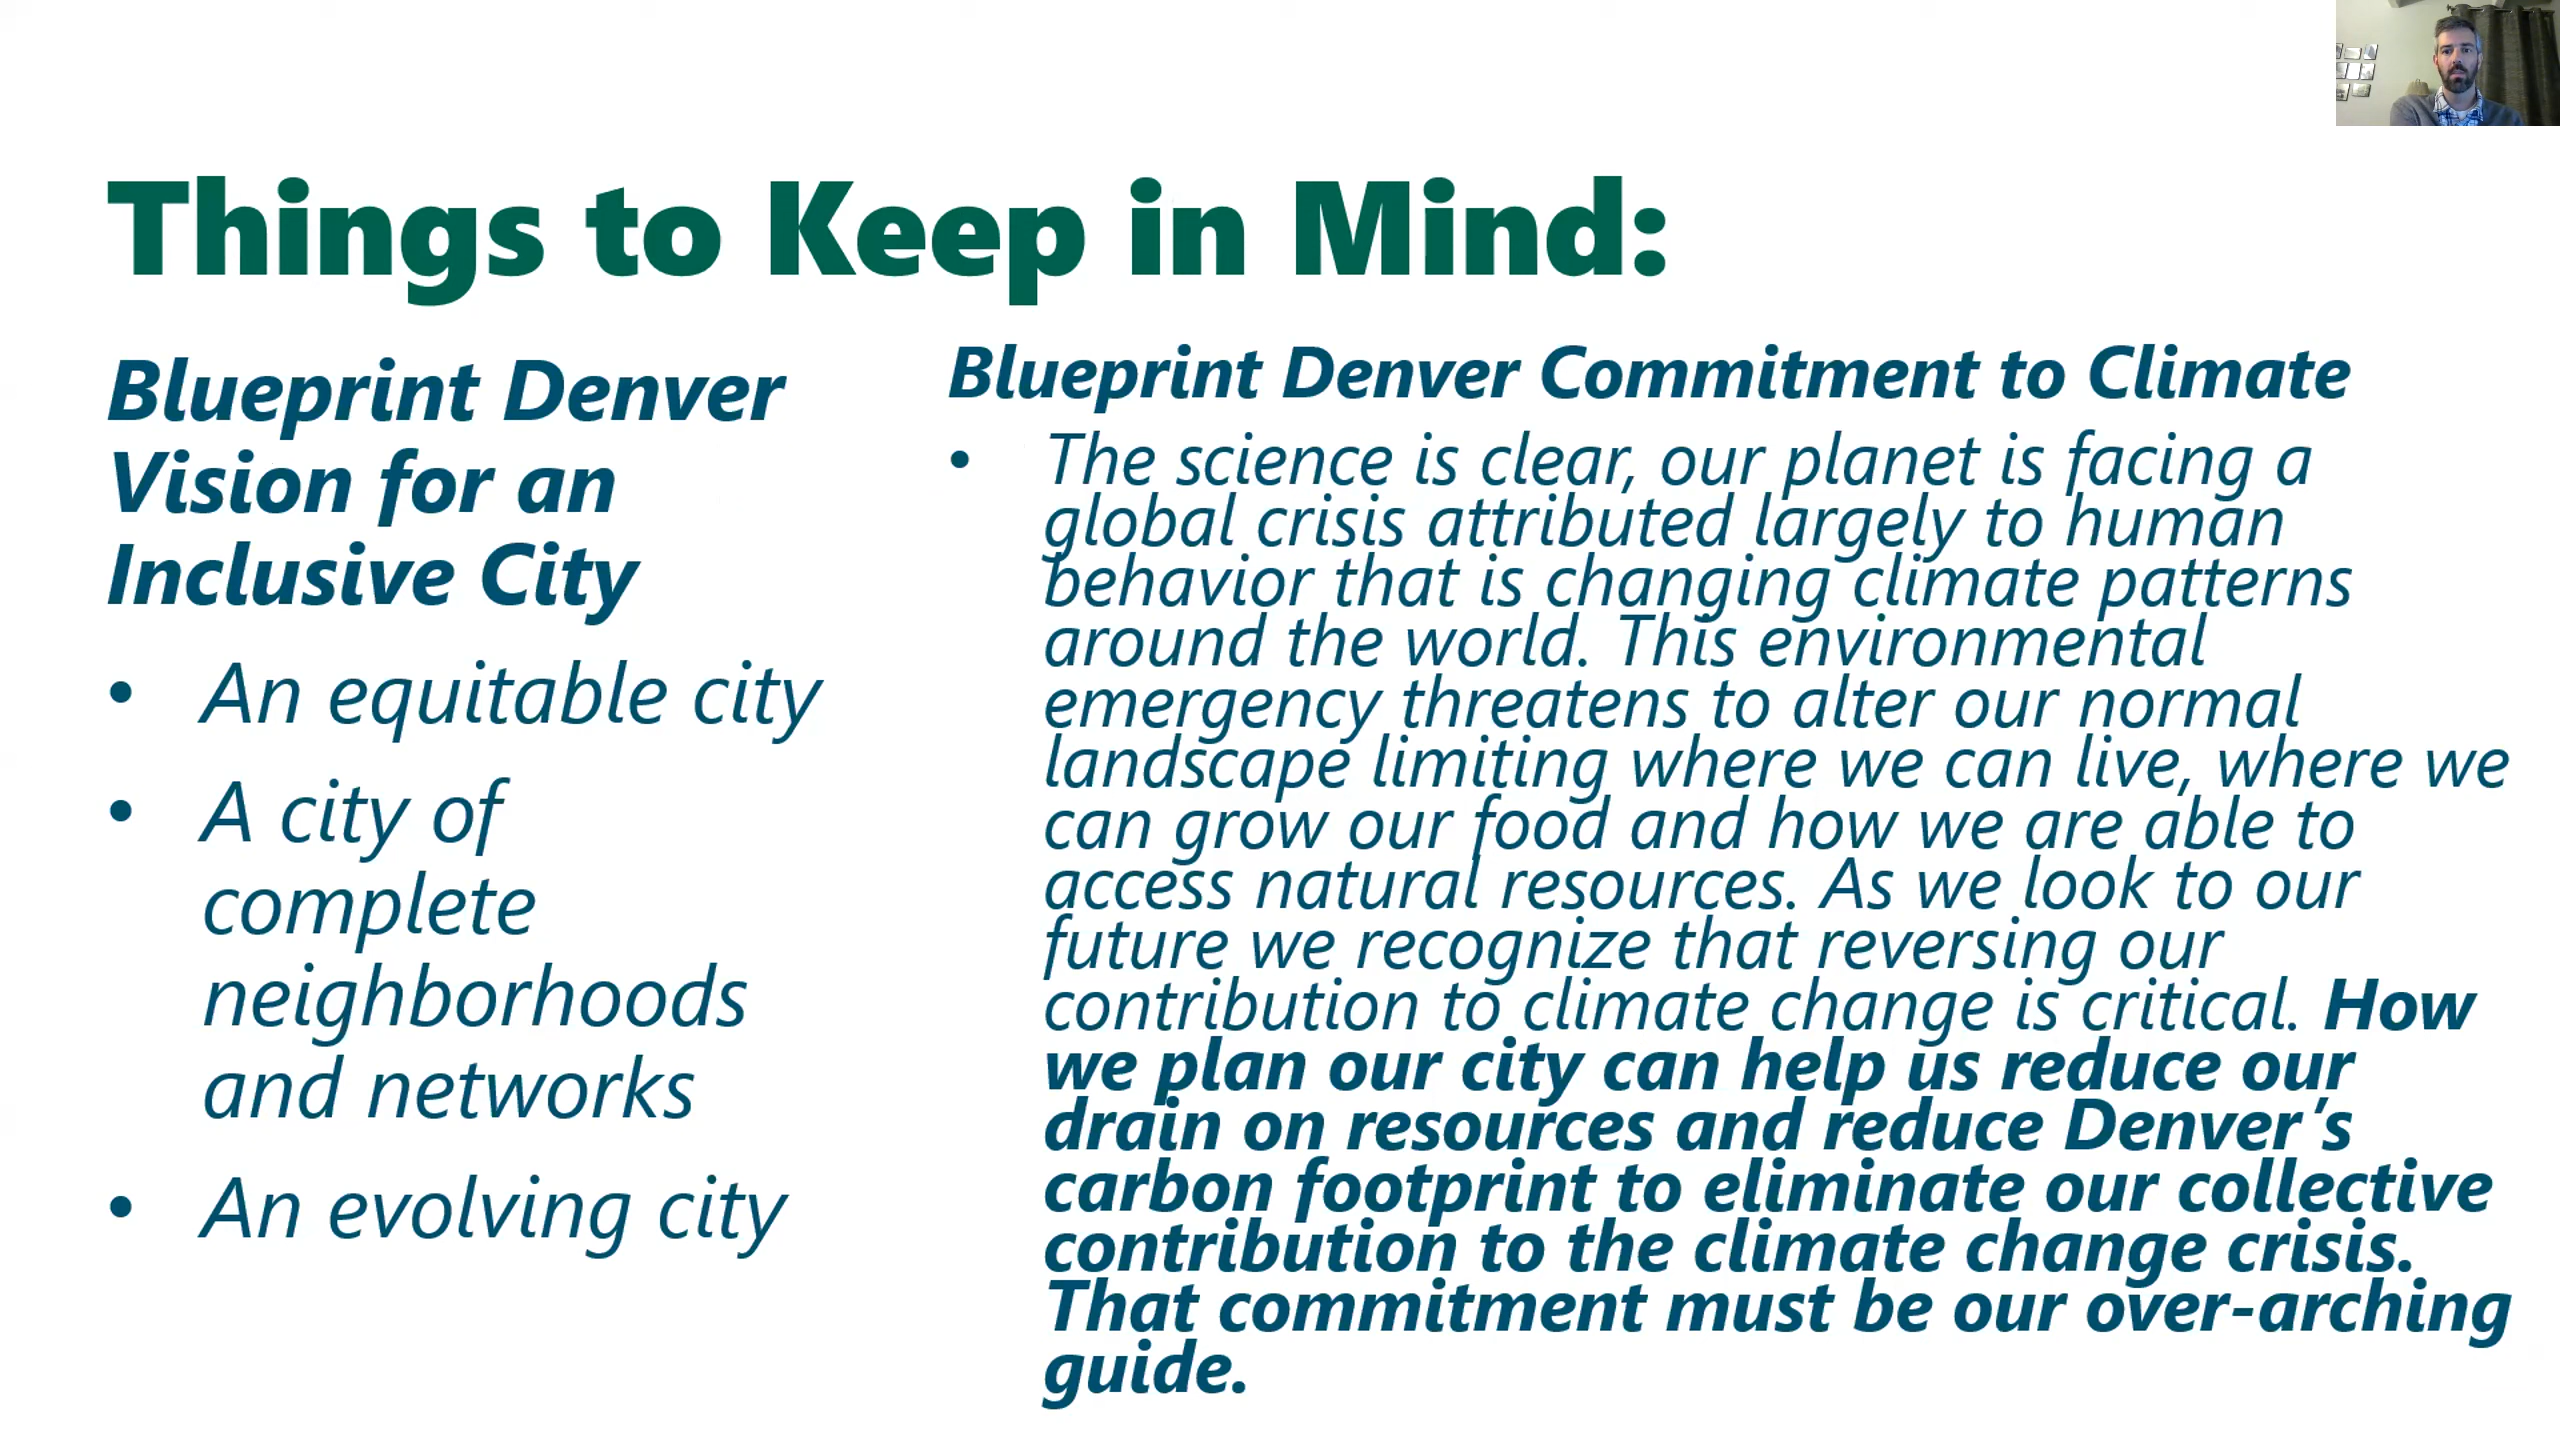 Things to Keep in Mind:
Blueprint Denver
Vision for an
Inclusive City
• An equitable city
• A city of
complete
neighborhoods
and networks
• An evolving city
Blueprint Denver Commitment to Climate
• The science is clear, our planet is facing a
global crisis attributed largely to human
behavior that is changing climate patterns
around the world. This environmental
emergency threatens to alter our normal
landscape limiting where we can live, where we
can grow our food and how we are able to
access natural resources. As we look to our
future we recognize that reversing our
contribution to climate change is critical. How
we plan our city can help us reduce our
drain on resources and reduce Denver’s
carbon footprint to eliminate our collective
contribution to the climate change crisis.
That commitment must be our over-arching
guide.